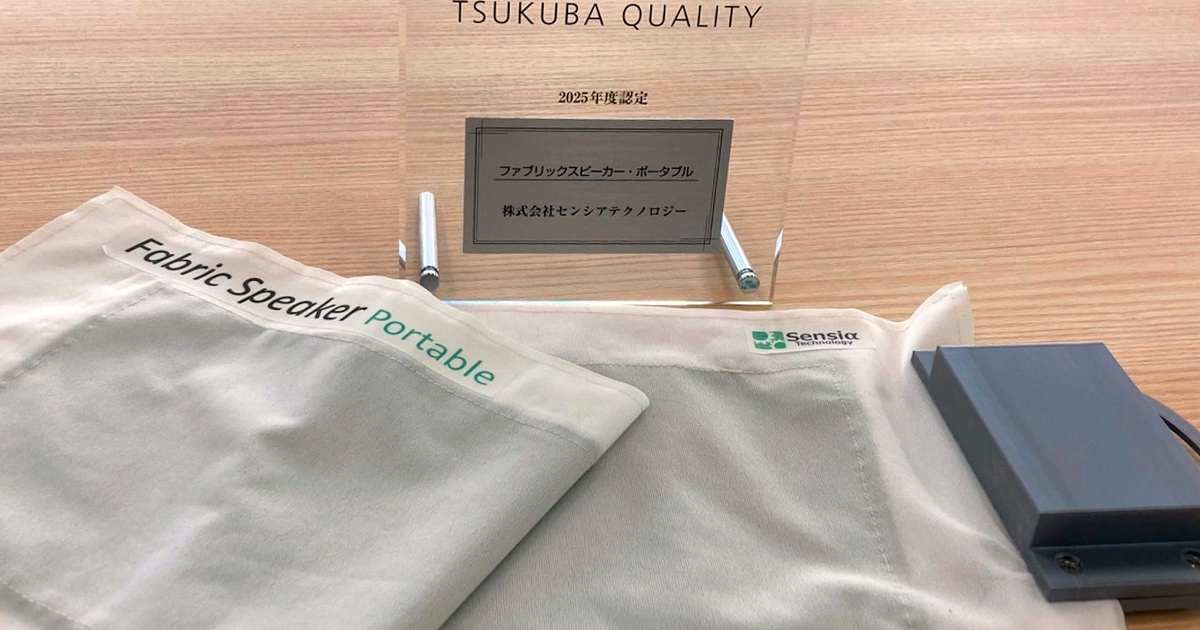 TSUKUBA QUALITY
2025年度認定
ファブリックスピーカー・ポータブル
株式会社センシアテクノロジー
Fabric Speaker Portable
Sensiα
Technology